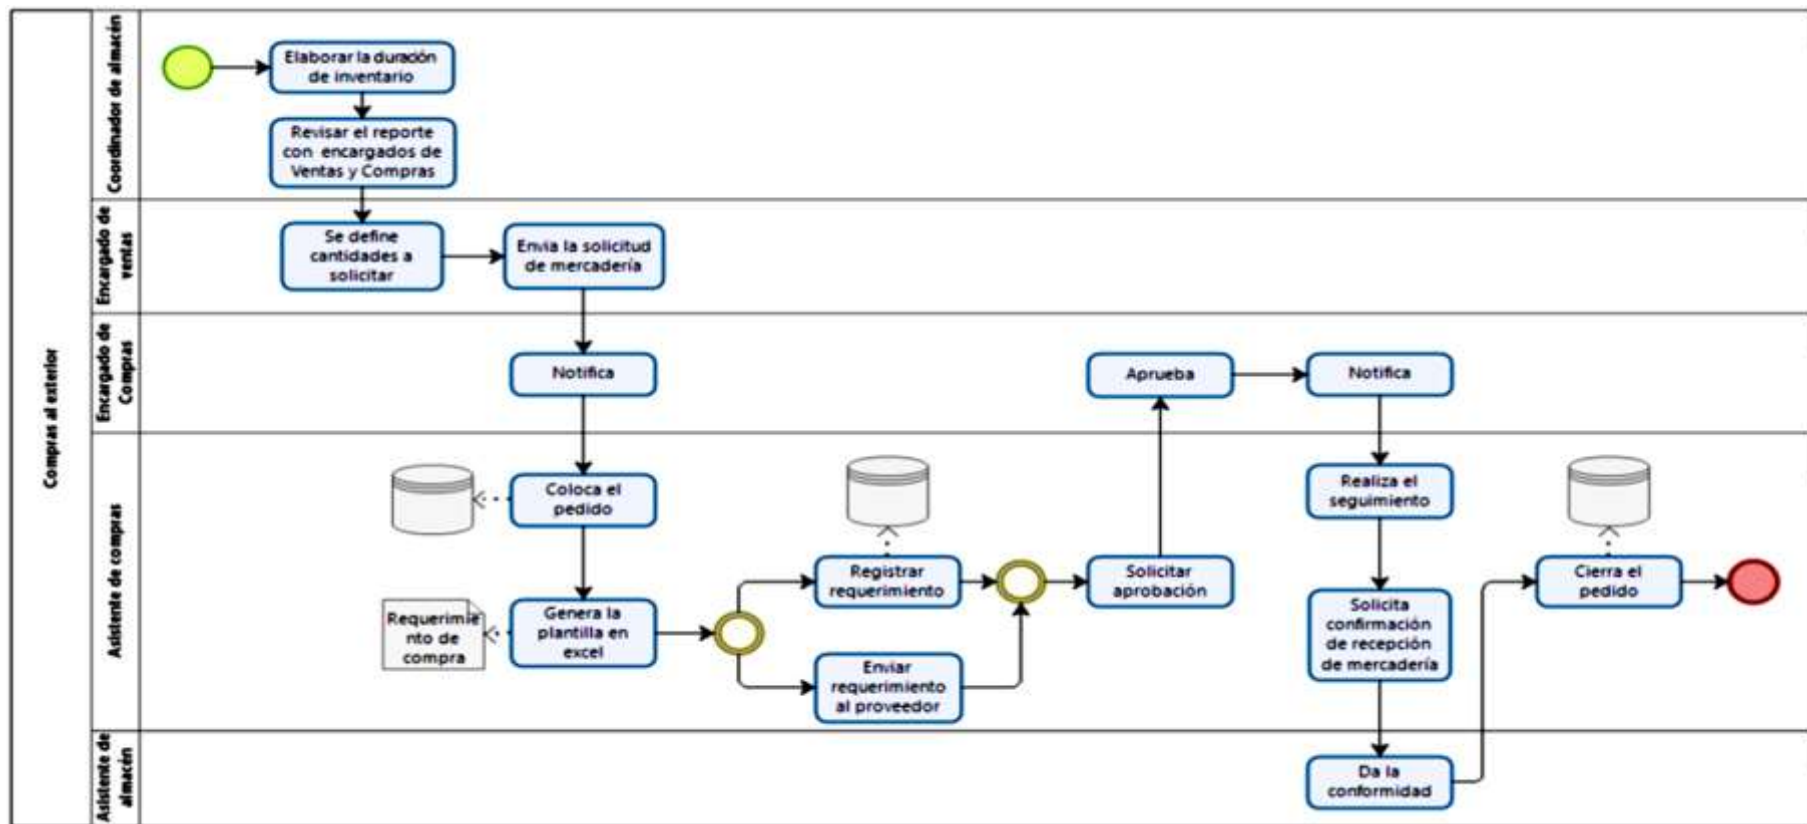 Compras al exterior
Coordinador de almacén
Elaborar la duración
de inventario
Revisar el reporte
con encargados de
Ventas y Compras
Encargado de
ventas
Se define
cantidades a
solicitar
Envia la solicitud
de mercadería
Encargado de
Compras
Notifica
Aprueba
Notifica
Asistente de compras
Coloca el
pedido
Requerimie
nto de
compra
Genera la
plantilla en
excel
Registrar
requerimiento
Enviar
requerimiento
al proveedor
Solicitar
aprobación
Realiza el
seguimiento
Solicita
confirmación
de recepción
de mercadería
Cierra el
pedido
Asistente de
almacén
Da la
conformidad